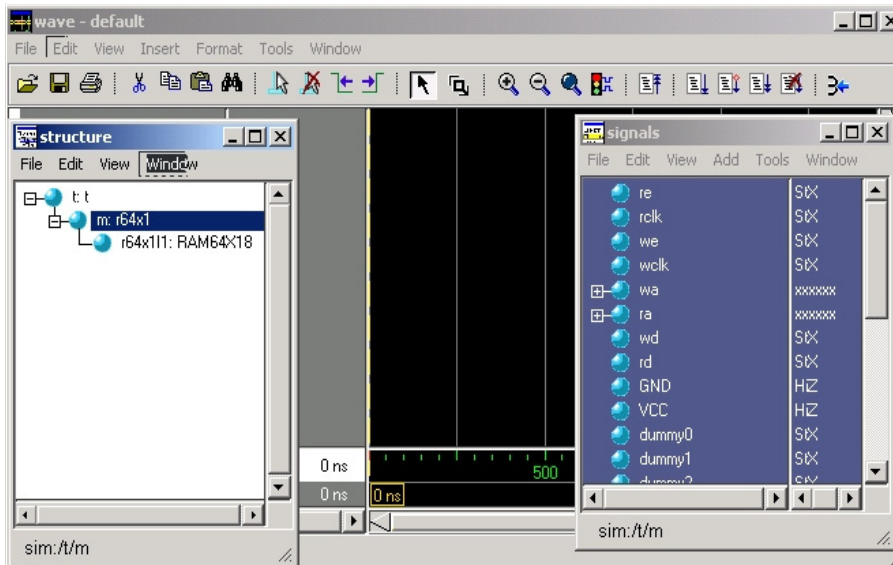 wave - default
File Edit View Insert Format Tools Window
structure
File Edit View Window
t: t
m: r64x1
r64x1I1: RAM64X18
sim:/t/m
0 ns
0 ns
500
0 ns
signals
File Edit View Add Tools Window
re StX
rclk StX
we StX
wclk StX
wa xxxxxx
ra xxxxxx
wd StX
rd StX
GND HiZ
VCC HiZ
dummy0 StX
dummy1 StX
dummy2 StX
sim:/t/m